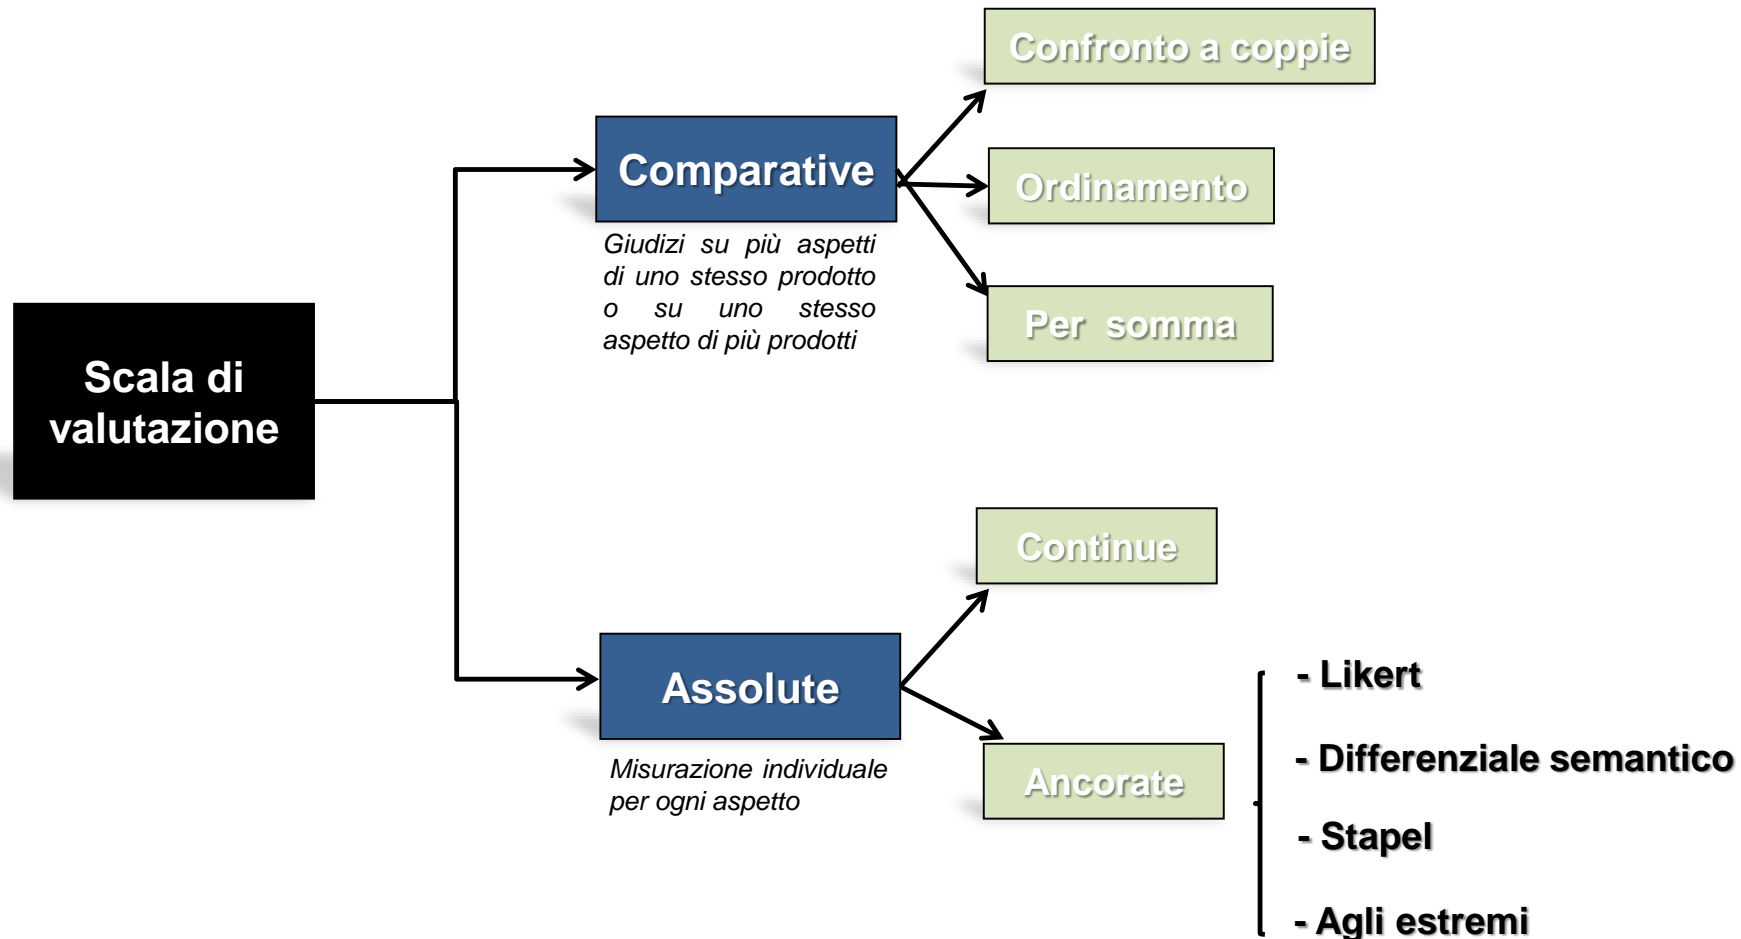 Scala di
valutazione
Comparative
Giudizi su più aspetti
di uno stesso prodotto
o su uno stesso
aspetto di più prodotti
Confronto a coppie
Ordinamento
Per somma
Assolute
Misurazione individuale
per ogni aspetto
Continue
Ancorate
- Likert
- Differenziale semantico
- Stapel
- Agli estremi